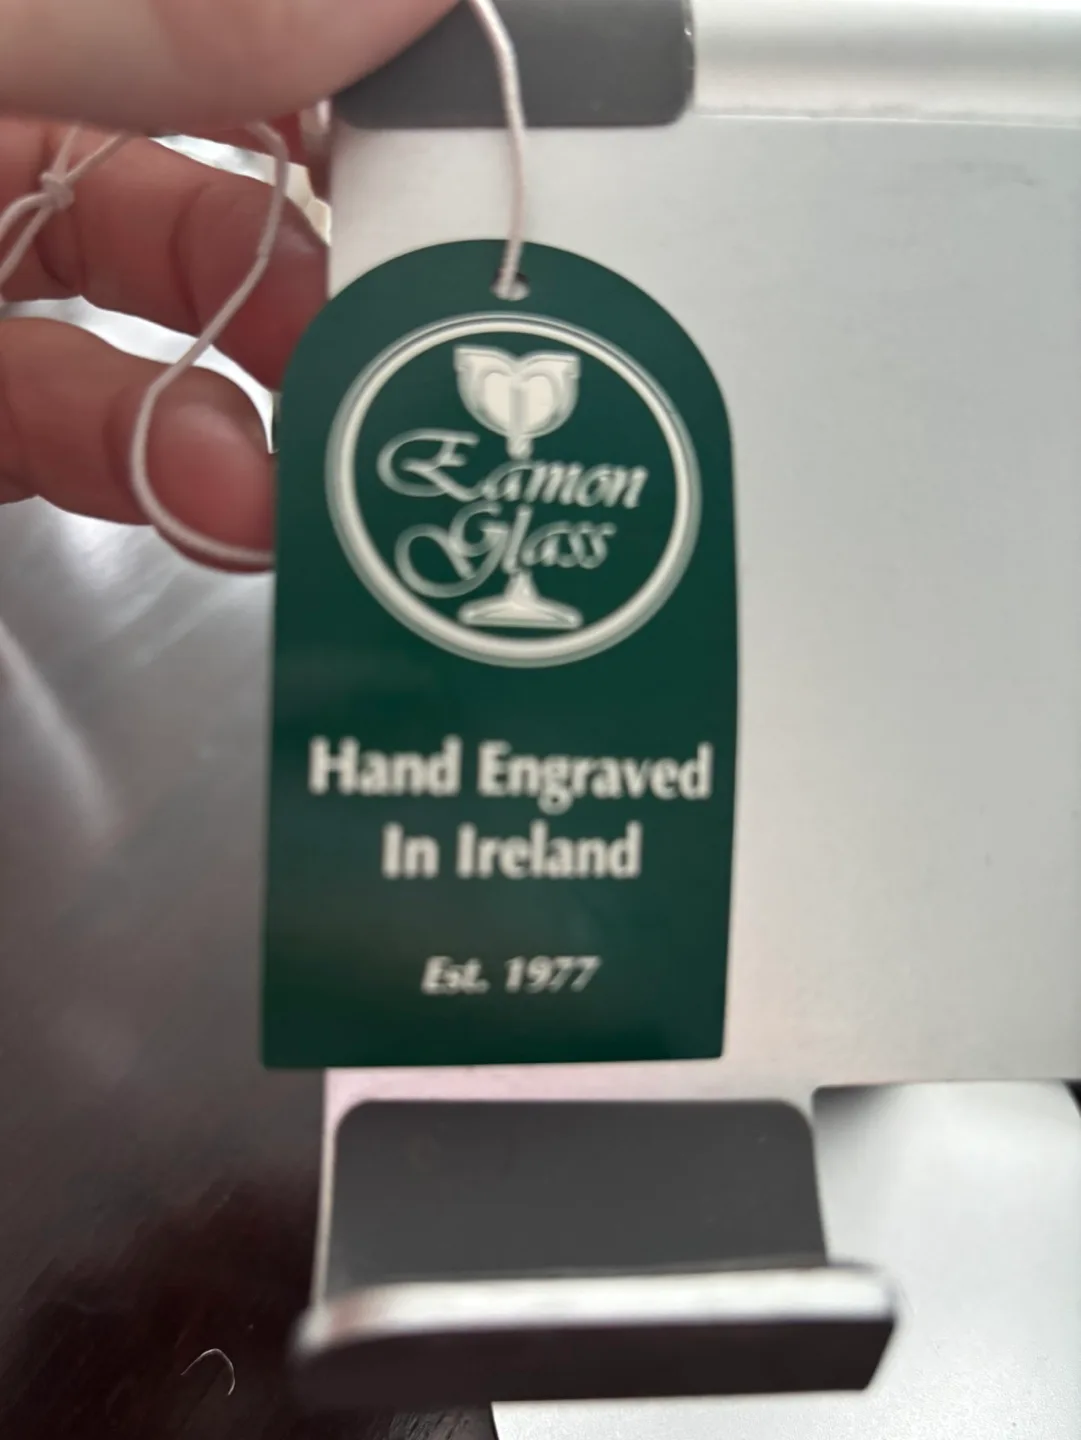 Eamon
Glass
Hand Engraved
In Ireland
Est. 1977